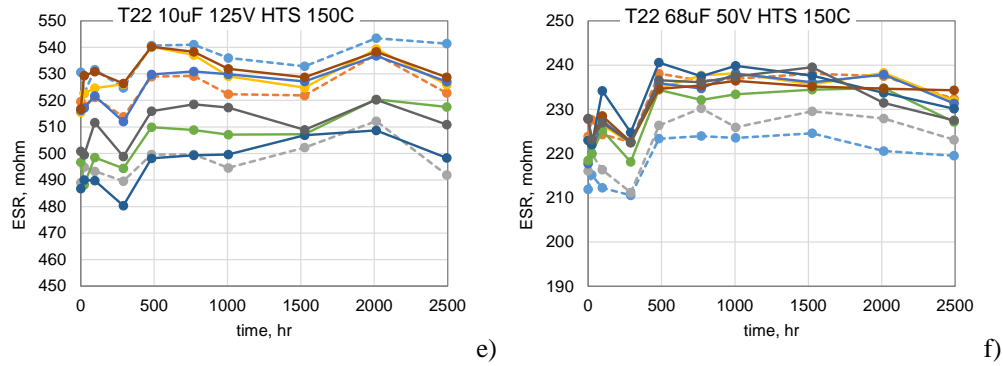 T22 10uF 125V HTS 150C
550
540
530
520
510
500
490
480
470
460
450
ESR, mohm
0 500 1000 1500 2000 2500
time, hr
e)
T22 68uF 50V HTS 150C
250
240
230
220
210
200
190
ESR, mohm
0 500 1000 1500 2000 2500
time, hr
f)